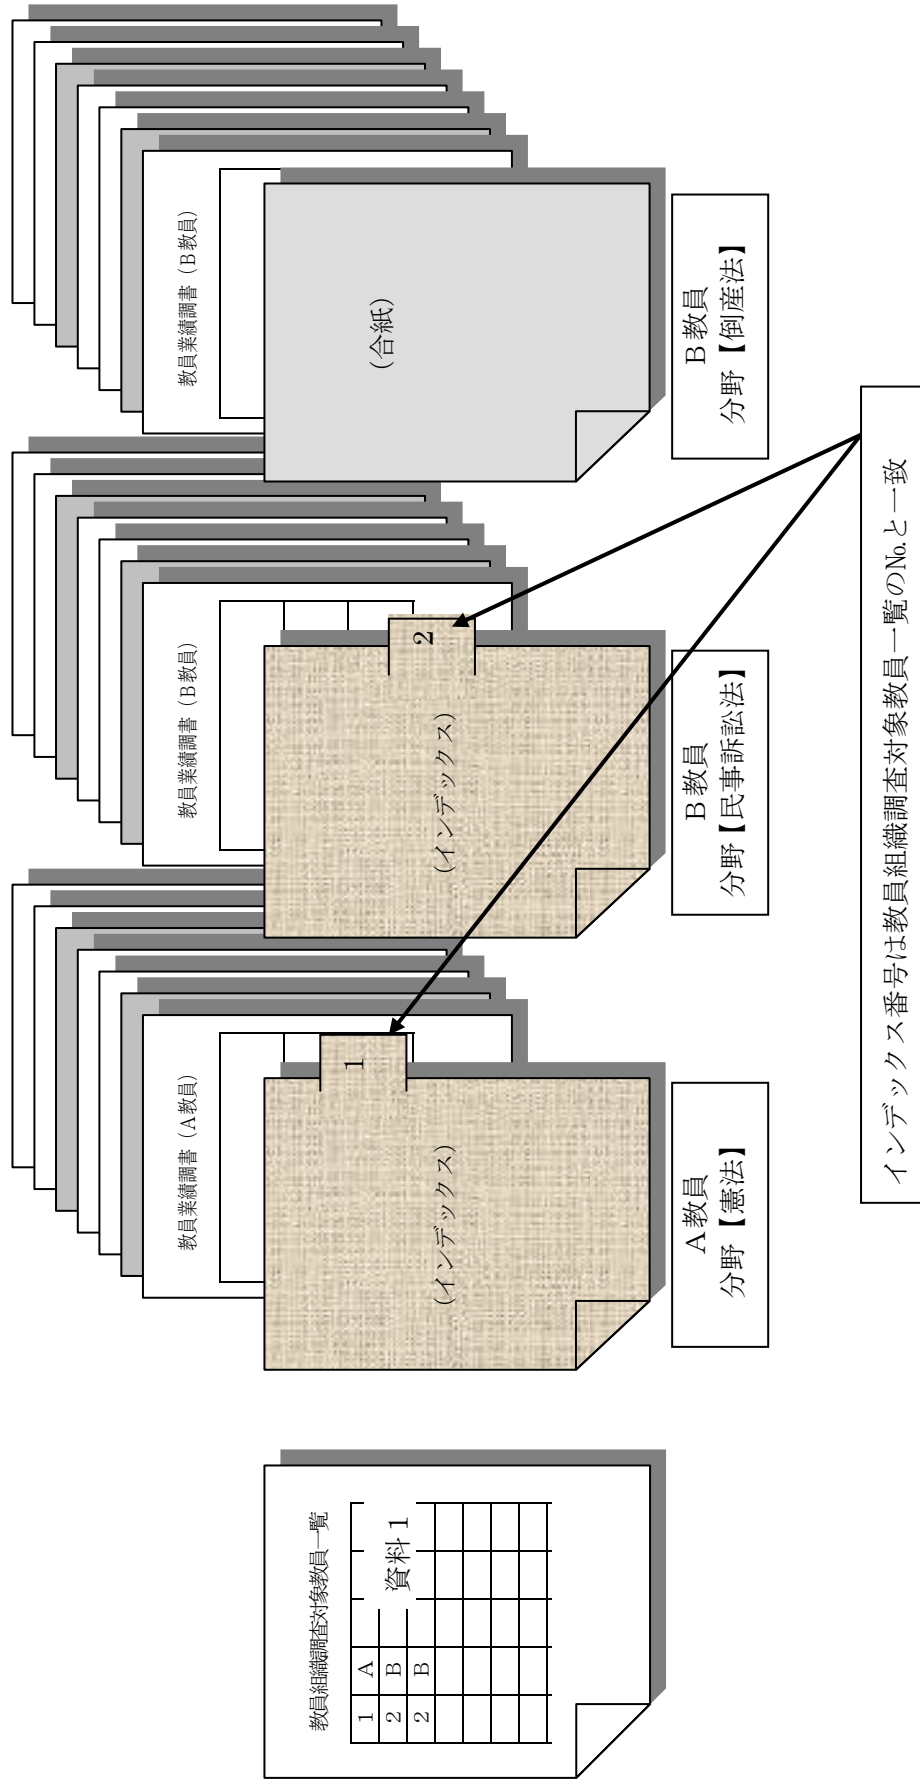 教員組織調査対象教員一覧
資料1
1 A
2 B
2 B
教員業績調書(A教員)
1
(インデックス)
A教員
分野【憲法】
教員業績調書(B教員)
2
(インデックス)
B教員
分野【民事訴訟法】
教員業績調書(B教員)
(合紙)
B教員
分野【倒産法】
インデックス番号は教員組織調査対象教員一覧の№と一致